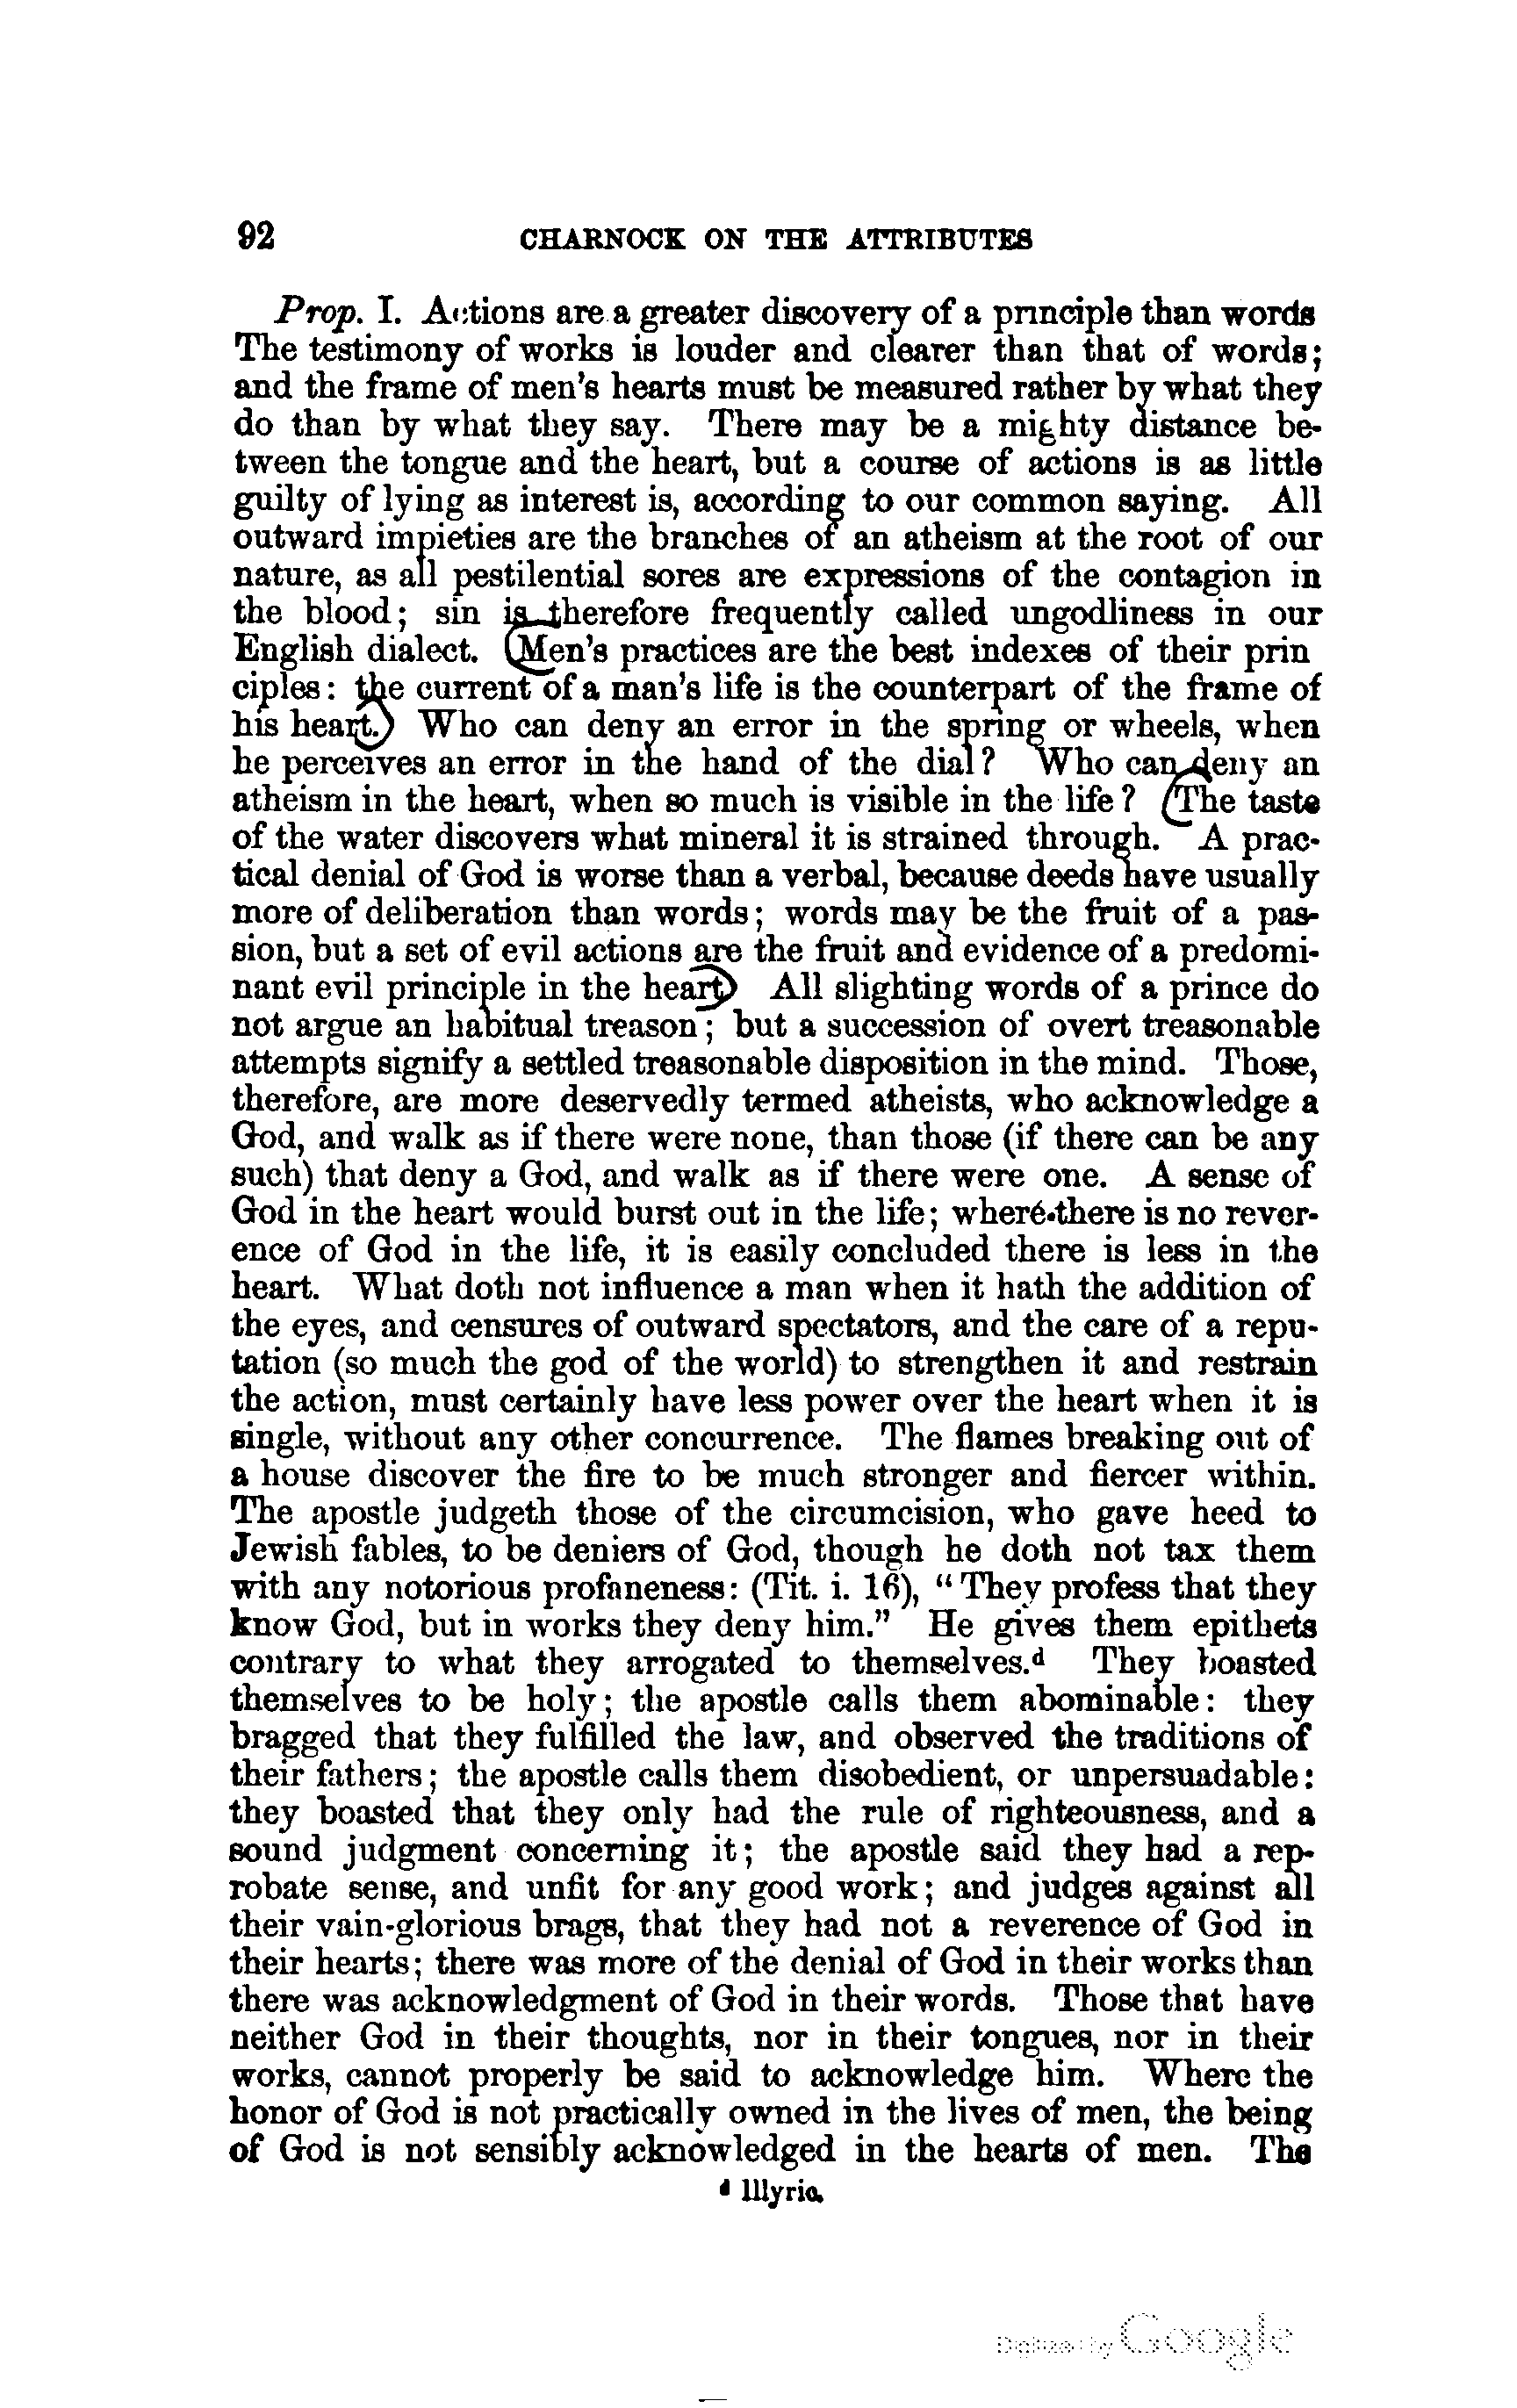 92 CHARNOCK ON THE ATTRIBUTES
Prop. I. Actions are a greater discovery of a principle than words
The testimony of works is louder and clearer than that of words;
and the frame of men's hearts must be measured rather by what they
do than by what they say. There may be a mighty distance be-
tween the tongue and the heart, but a course of actions is as little
guilty of lying as interest is, according to our common saying. All
outward impieties are the branches of an atheism at the root of our
nature, as all pestilential sores are expressions of the contagion in
the blood; sin is therefore frequently called ungodliness in our
English dialect. Men's practices are the best indexes of their prin
ciples: the current of a man's life is the counterpart of the frame of
his heart. Who can deny an error in the spring or wheels, when
he perceives an error in the hand of the dial? Who can deny an
atheism in the heart, when so much is visible in the life? The taste
of the water discovers what mineral it is strained through. A prac-
tical denial of God is worse than a verbal, because deeds have usually
more of deliberation than words; words may be the fruit of a pas-
sion, but a set of evil actions are the fruit and evidence of a predomi-
nant evil principle in the heart All slighting words of a prince do
not argue an habitual treason; but a succession of overt treasonable
attempts signify a settled treasonable disposition in the mind. Those,
therefore, are more deservedly termed atheists, who acknowledge a
God, and walk as if there were none, than those (if there can be any
such) that deny a God, and walk as if there were one. A sense of
God in the heart would burst out in the life; where there is no rever-
ence of God in the life, it is easily concluded there is less in the
heart. What doth not influence a man when it hath the addition of
the eyes, and censures of outward spectators, and the care of a repu-
tation (so much the god of the world) to strengthen it and restrain
the action, must certainly have less power over the heart when it is
single, without any other concurrence. The flames breaking out of
a house discover the fire to be much stronger and fiercer within.
The apostle judgeth those of the circumcision, who gave heed to
Jewish fables, to be deniers of God, though he doth not tax them
with any notorious profaneness: (Tit. i. 16), "They profess that they
know God, but in works they deny him." He gives them epithets
contrary to what they arrogated to themselves.d They boasted
themselves to be holy; the apostle calls them abominable: they
bragged that they fulfilled the law, and observed the traditions of
their fathers; the apostle calls them disobedient, or unpersuadable:
they boasted that they only had the rule of righteousness, and a
sound judgment concerning it; the apostle said they had a rep-
robate sense, and unfit for any good work; and judges against all
their vain-glorious brags, that they had not a reverence of God in
their hearts; there was more of the denial of God in their works than
there was acknowledgment of God in their words. Those that have
neither God in their thoughts, nor in their tongues, nor in their
works, cannot properly be said to acknowledge him. Where the
honor of God is not practically owned in the lives of men, the being
of God is not sensibly acknowledged in the hearts of men. The
d Illyric.
Digitized by Google